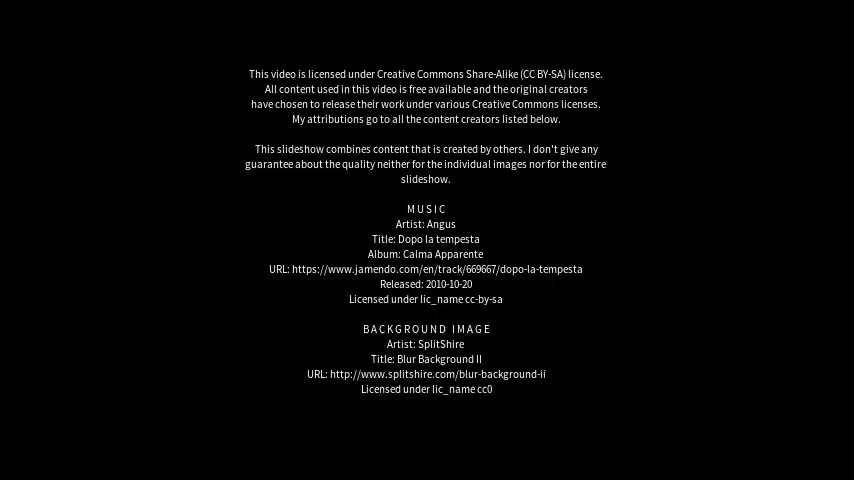 This video is licensed under Creative Commons Share-Alike (CC BY-SA) license.
All content used in this video is free available and the original creators
have chosen to release their work under various Creative Commons licenses.
My attributions go to all the content creators listed below.
This slideshow combines content that is created by others. I don't give any
guarantee about the quality neither for the individual images nor for the entire
slideshow.
MUSIC
Artist: Angus
Title: Dopo la tempesta
Album: Calma Apparente
URL: https://www.jamendo.com/en/track/669667/dopo-la-tempesta
Released: 2010-10-20
Licensed under lic_name cc-by-sa
BACKGROUND IMAGE
Artist: SplitShire
Title: Blur Background II
URL: http://www.splitshire.com/blur-background-ii
Licensed under lic_name cc0